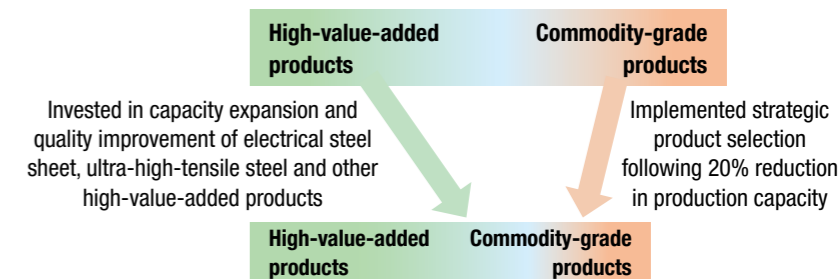 High-value-added
products
Commodity-grade
products
Invested in capacity expansion and
quality improvement of electrical steel
sheet, ultra-high-tensile steel and other
high-value-added products
Implemented strategic
product selection
following 20% reduction
in production capacity
High-value-added
products
Commodity-grade
products